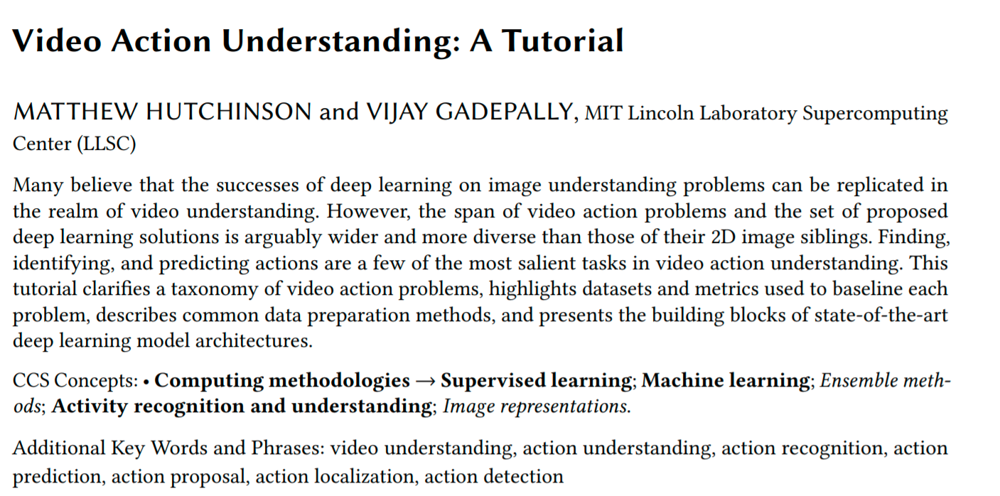 Video Action Understanding: A Tutorial
MATTHEW HUTCHINSON and VIJAY GADEPALLY, MIT Lincoln Laboratory Supercomputing
Center (LLSC)
Many believe that the successes of deep learning on image understanding problems can be replicated in
the realm of video understanding. However, the span of video action problems and the set of proposed
deep learning solutions is arguably wider and more diverse than those of their 2D image siblings. Finding,
identifying, and predicting actions are a few of the most salient tasks in video action understanding. This
tutorial clarifies a taxonomy of video action problems, highlights datasets and metrics used to baseline each
problem, describes common data preparation methods, and presents the building blocks of state-of-the-art
deep learning model architectures.
CCS Concepts: • Computing methodologies → Supervised learning; Machine learning; Ensemble meth-
ods; Activity recognition and understanding; Image representations.
Additional Key Words and Phrases: video understanding, action understanding, action recognition, action
prediction, action proposal, action localization, action detection